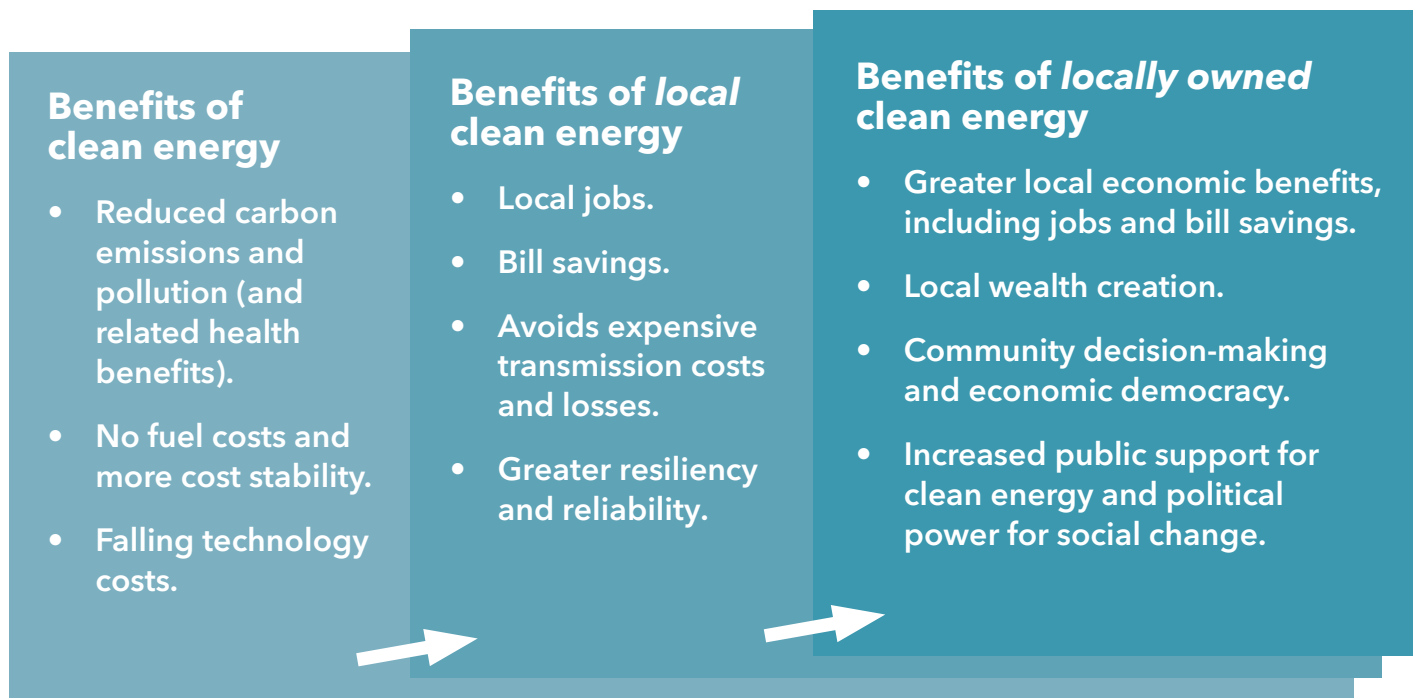 Benefits of
clean energy
• Reduced carbon
emissions and
pollution (and
related health
benefits).
• No fuel costs and
more cost stability.
• Falling technology
costs.
Benefits of local
clean energy
• Local jobs.
• Bill savings.
• Avoids expensive
transmission costs
and losses.
• Greater resiliency
and reliability.
Benefits of locally owned
clean energy
• Greater local economic benefits,
including jobs and bill savings.
• Local wealth creation.
• Community decision-making
and economic democracy.
• Increased public support for
clean energy and political
power for social change.